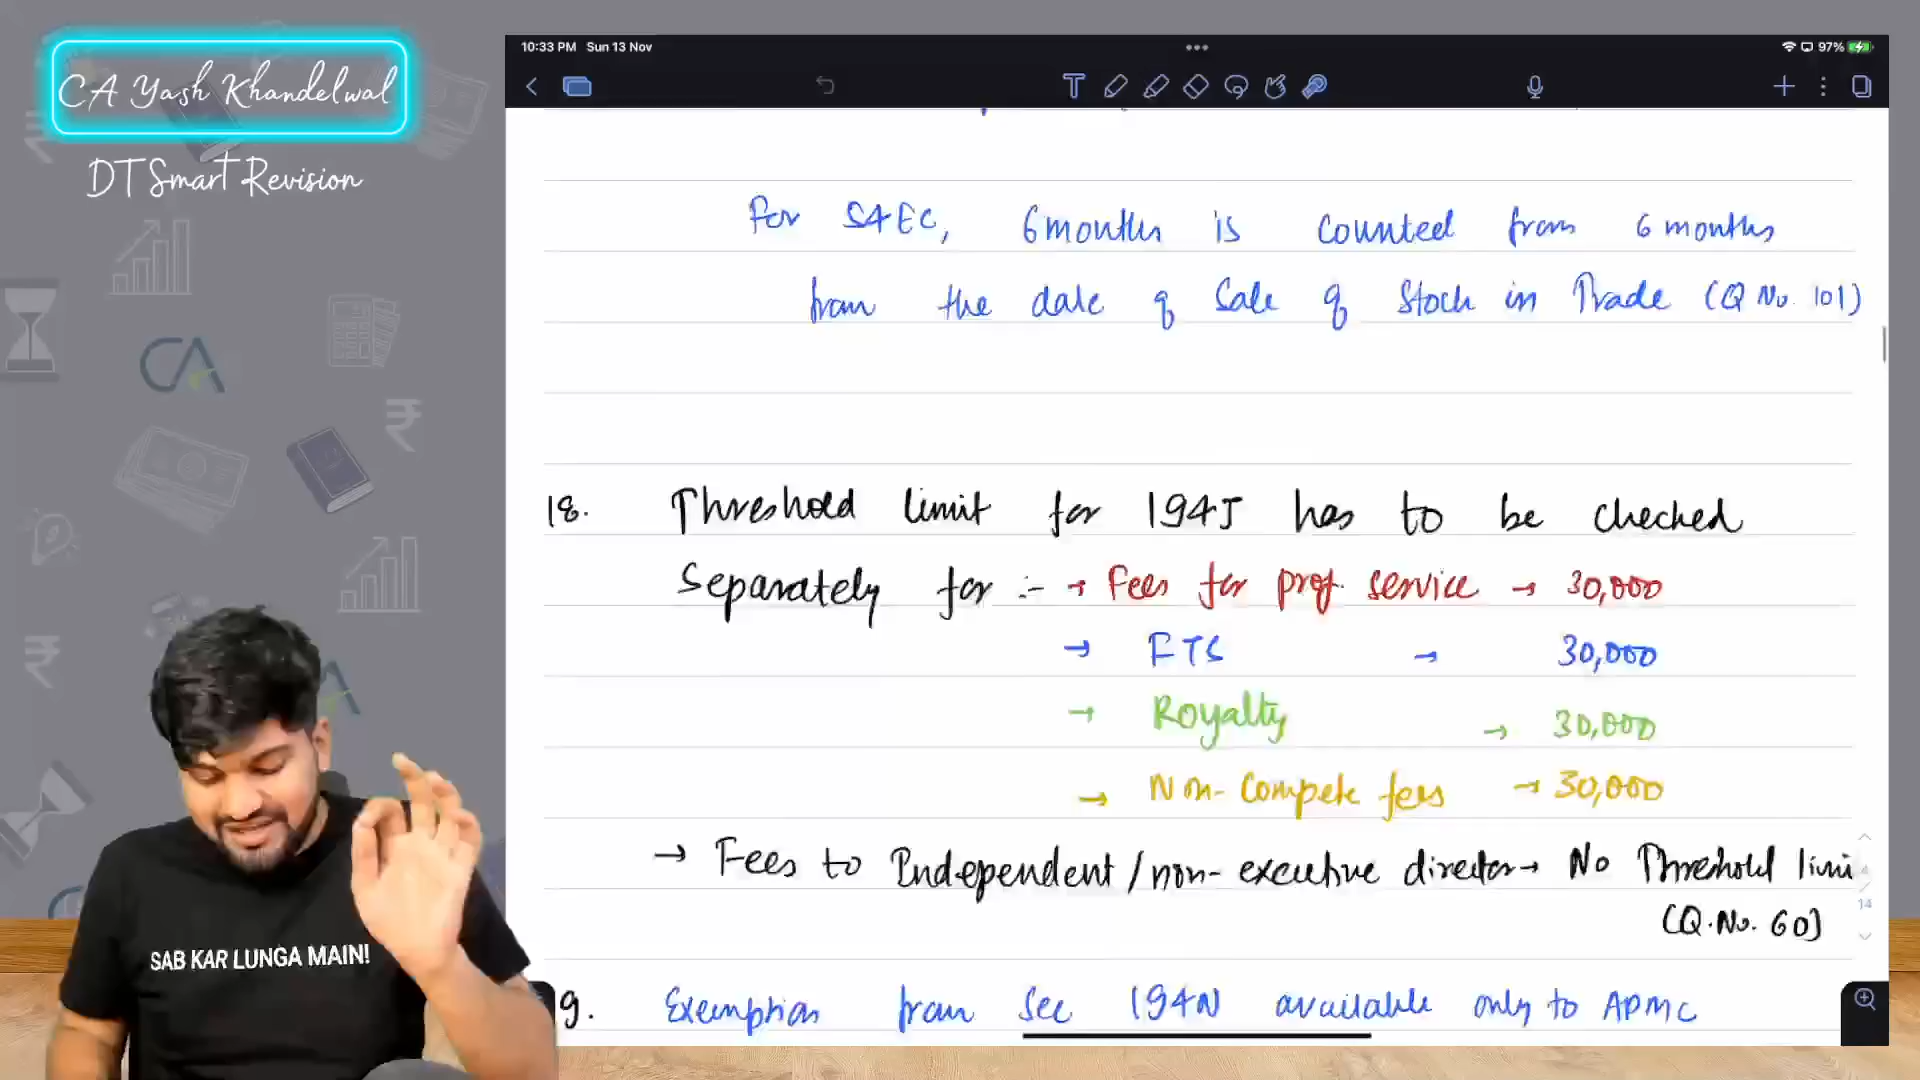 CA Yash Khandelwal
DT Smart Revision
10:33 PM Sun 13 Nov
97%
For 54EC, 6 months is counted from 6 months
from the date of Sale of Stock in Trade (Q No. 101)
18. Threshold limit for 194J has to be checked
Separately for :- → Fees for prof. service → 30,000
→ FTS → 30,000
→ Royalty → 30,000
→ Non-Compete fees → 30,000
→ Fees to Independent/non-executive director → No Threshold limi
(Q.No. 60)
14
9. Exemption from Sec 194N available only to APMC
CA
SAB KAR LUNGA MAIN!